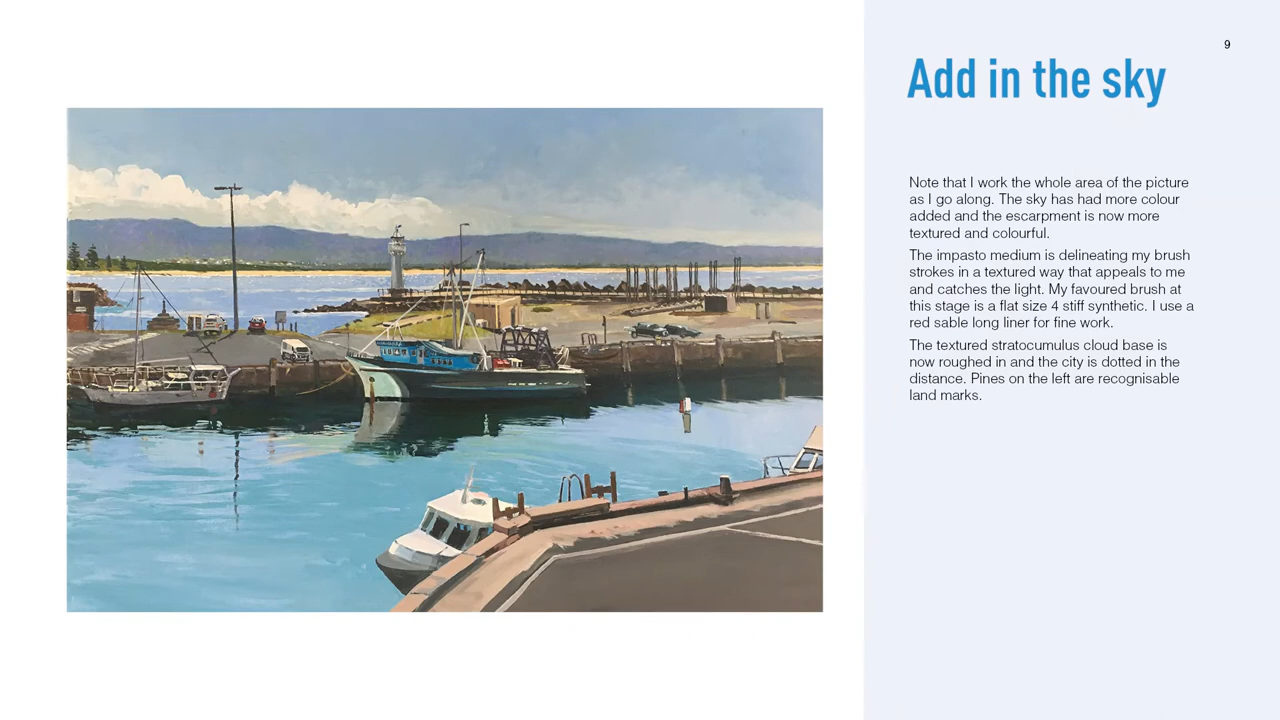 9
Add in the sky
Note that I work the whole area of the picture
as I go along. The sky has had more colour
added and the escarpment is now more
textured and colourful.
The impasto medium is delineating my brush
strokes in a textured way that appeals to me
and catches the light. My favoured brush at
this stage is a flat size 4 stiff synthetic. I use a
red sable long liner for fine work.
The textured stratocumulus cloud base is
now roughed in and the city is dotted in the
distance. Pines on the left are recognisable
land marks.